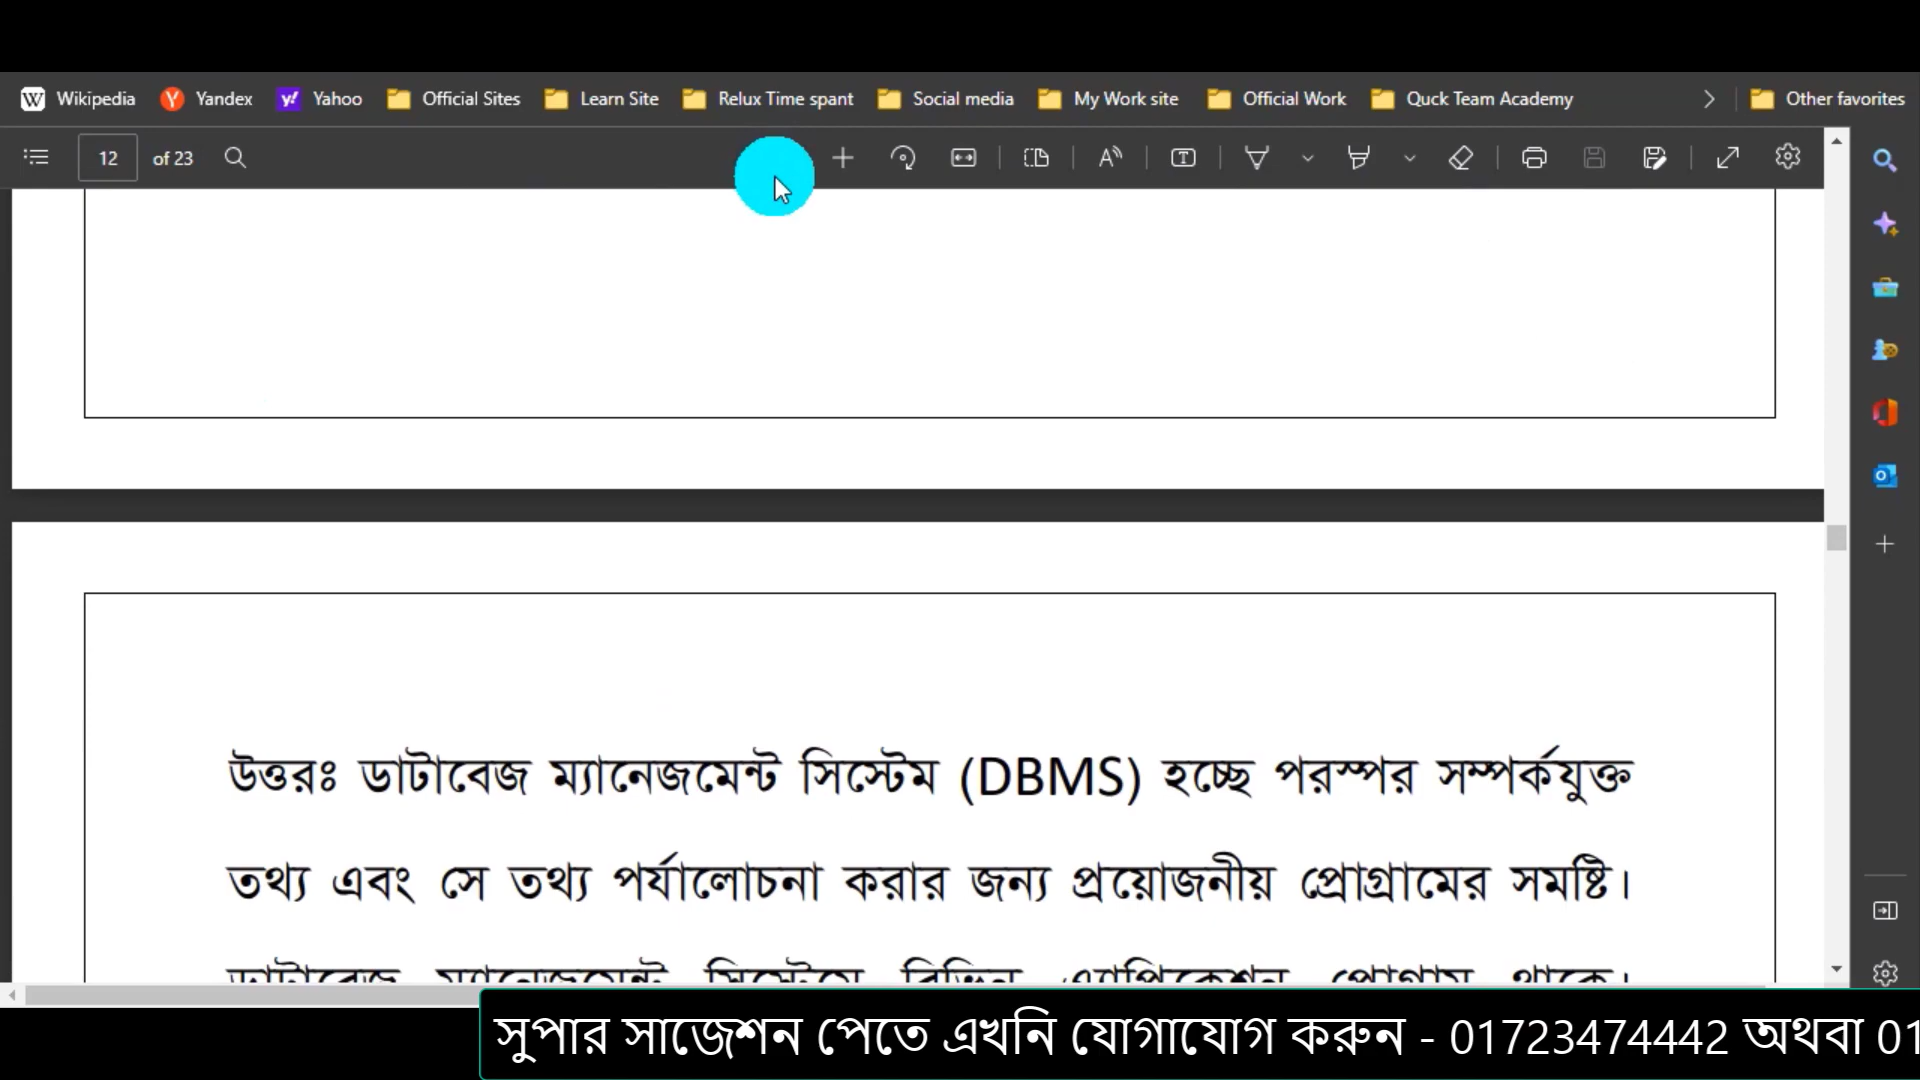 Wikipedia Yandex Yahoo Official Sites Learn Site Relux Time spant Social media My Work site Official Work Quck Team Academy Other favorites
12 of 23
উত্তরঃ ডাটাবেজ ম্যানেজমেন্ট সিস্টেম (DBMS) হচ্ছে পরস্পর সম্পর্কযুক্ত
তথ্য এবং সে তথ্য পর্যালোচনা করার জন্য প্রয়োজনীয় প্রোগ্রামের সমষ্টি।
ডাটাবেজ ম্যানেজমেন্ট সিস্টেমে বিভিন্ন এ্যাপ্লিকেশন প্রোগ্রাম থাকে।
সুপার সাজেশন পেতে এখনি যোগাযোগ করুন - 01723474442 অথবা 01